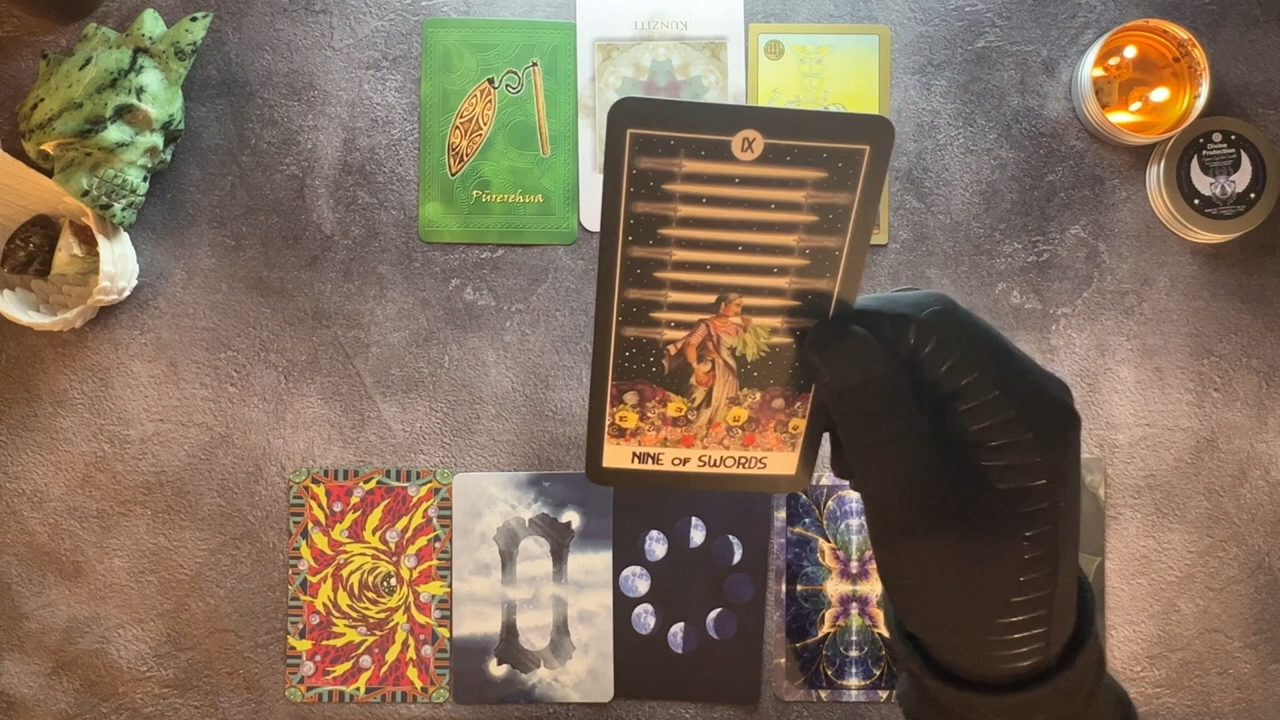 KUNZITE
Pūrerehua
IX
NINE OF SWORDS
Divine
Protection